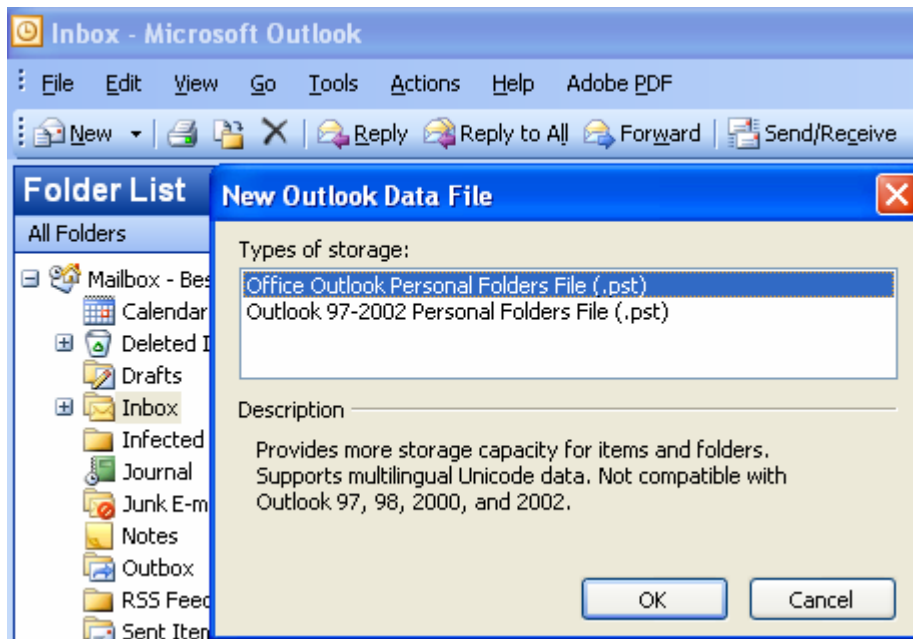 Inbox - Microsoft Outlook
File Edit View Go Tools Actions Help Adobe PDF
New Reply Reply to All Forward Send/Receive
Folder List
All Folders
Mailbox - Bes
Calendar
Deleted I
Drafts
Inbox
Infected
Journal
Junk E-m
Notes
Outbox
RSS Feed
Sent Iten
New Outlook Data File
Types of storage:
Office Outlook Personal Folders File (.pst)
Outlook 97-2002 Personal Folders File (.pst)
Description
Provides more storage capacity for items and folders.
Supports multilingual Unicode data. Not compatible with
Outlook 97, 98, 2000, and 2002.
OK Cancel